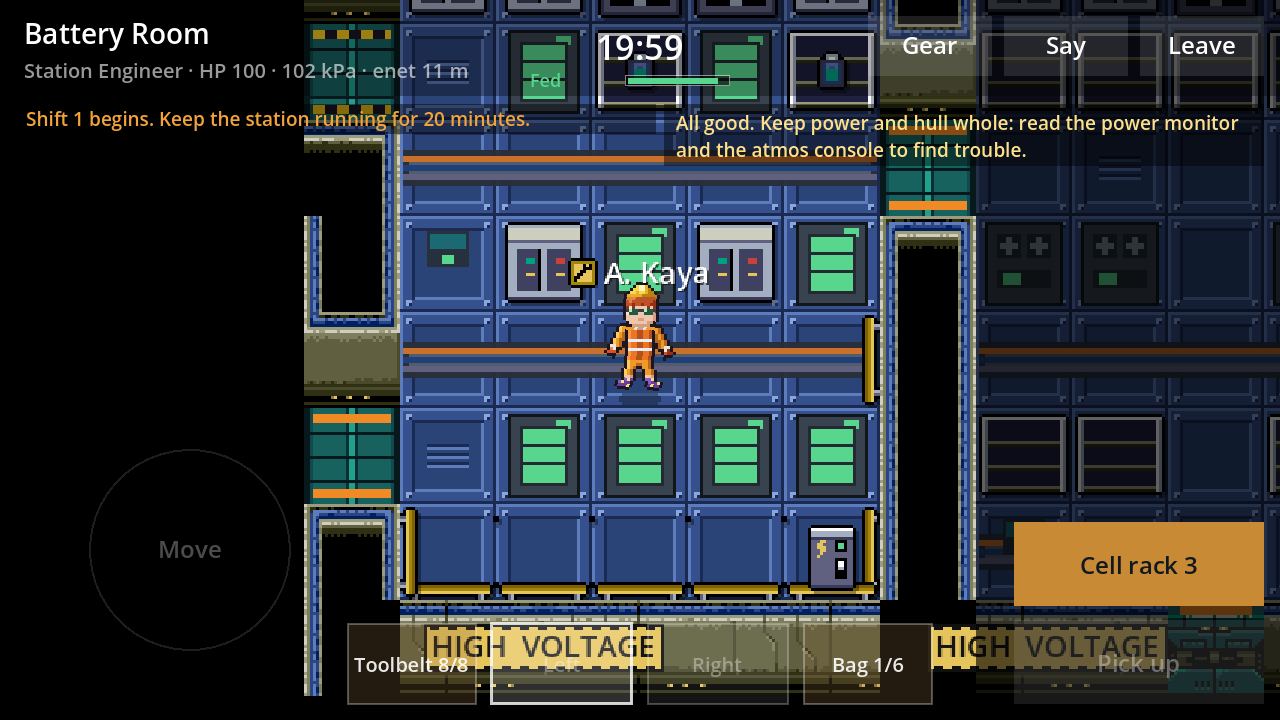 Battery Room
Station Engineer · HP 100 · 102 kPa · enet 11 m
Shift 1 begins. Keep the station running for 20 minutes.
19:59
Fed
Gear
Say
Leave
All good. Keep power and hull whole: read the power monitor
and the atmos console to find trouble.
A. Kaya
Move
Cell rack 3
HIGH VOLTAGE
HIGH VOLTAGE
Toolbelt 8/8
Left
Right
Bag 1/6
Pick up